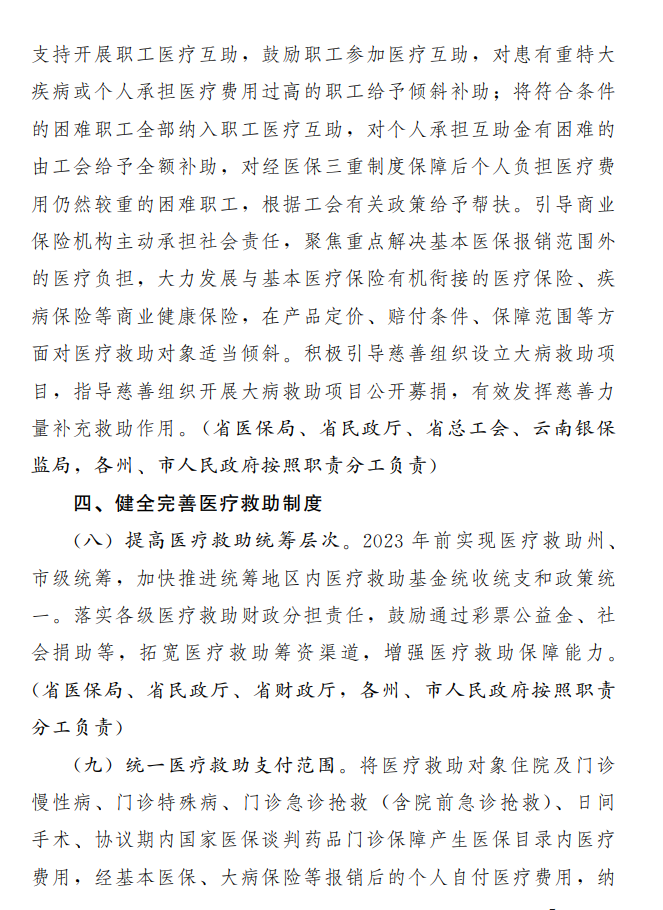 支持开展职工医疗互助，鼓励职工参加医疗互助，对患有重特大
疾病或个人承担医疗费用过高的职工给予倾斜补助；将符合条件
的困难职工全部纳入职工医疗互助，对个人承担互助金有困难的
由工会给予全额补助，对经医保三重制度保障后个人负担医疗费
用仍然较重的困难职工，根据工会有关政策给予帮扶。引导商业
保险机构主动承担社会责任，聚焦重点解决基本医保报销范围外
的医疗负担，大力发展与基本医疗保险有机衔接的医疗保险、疾
病保险等商业健康保险，在产品定价、赔付条件、保障范围等方
面对医疗救助对象适当倾斜。积极引导慈善组织设立大病救助项
目，指导慈善组织开展大病救助项目公开募捐，有效发挥慈善力
量补充救助作用。（省医保局、省民政厅、省总工会、云南银保
监局，各州、市人民政府按照职责分工负责）
四、健全完善医疗救助制度
（八）提高医疗救助统筹层次。2023 年前实现医疗救助州、
市级统筹，加快推进统筹地区内医疗救助基金统收统支和政策统
一。落实各级医疗救助财政分担责任，鼓励通过彩票公益金、社
会捐助等，拓宽医疗救助筹资渠道，增强医疗救助保障能力。
（省医保局、省民政厅、省财政厅，各州、市人民政府按照职责
分工负责）
（九）统一医疗救助支付范围。将医疗救助对象住院及门诊
慢性病、门诊特殊病、门诊急诊抢救（含院前急诊抢救）、日间
手术、协议期内国家医保谈判药品门诊保障产生医保目录内医疗
费用，经基本医保、大病保险等报销后的个人自付医疗费用，纳